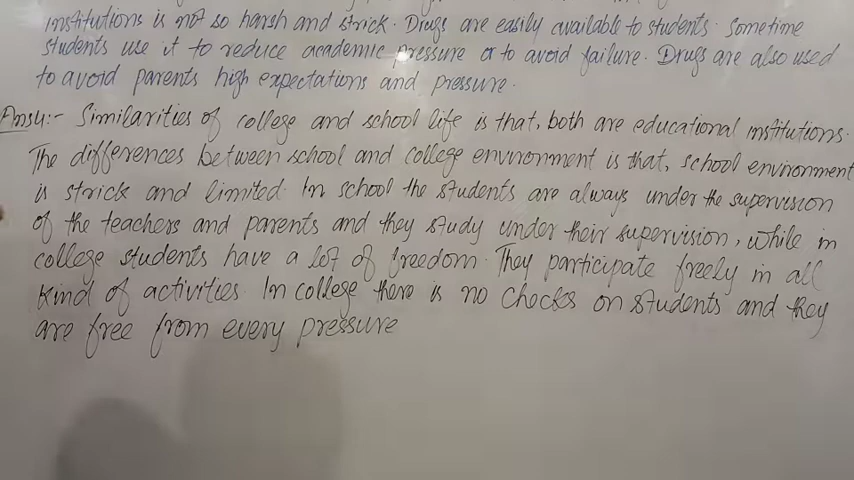 institutions is not so harsh and strick. Drugs are easily available to students. Sometime
students use it to reduce academic pressure or to avoid failure. Drugs are also used
to avoid parents high expectations and pressure.
Ans4:- Similarities of college and school life is that, both are educational institutions.
The differences between school and college environment is that, school environment
is strick and limited. In school the students are always under the supervision
of the teachers and parents and they study under their supervision, while in
college students have a lot of freedom. They participate freely in all
kind of activities. In college there is no checks on students and they
are free from every pressure